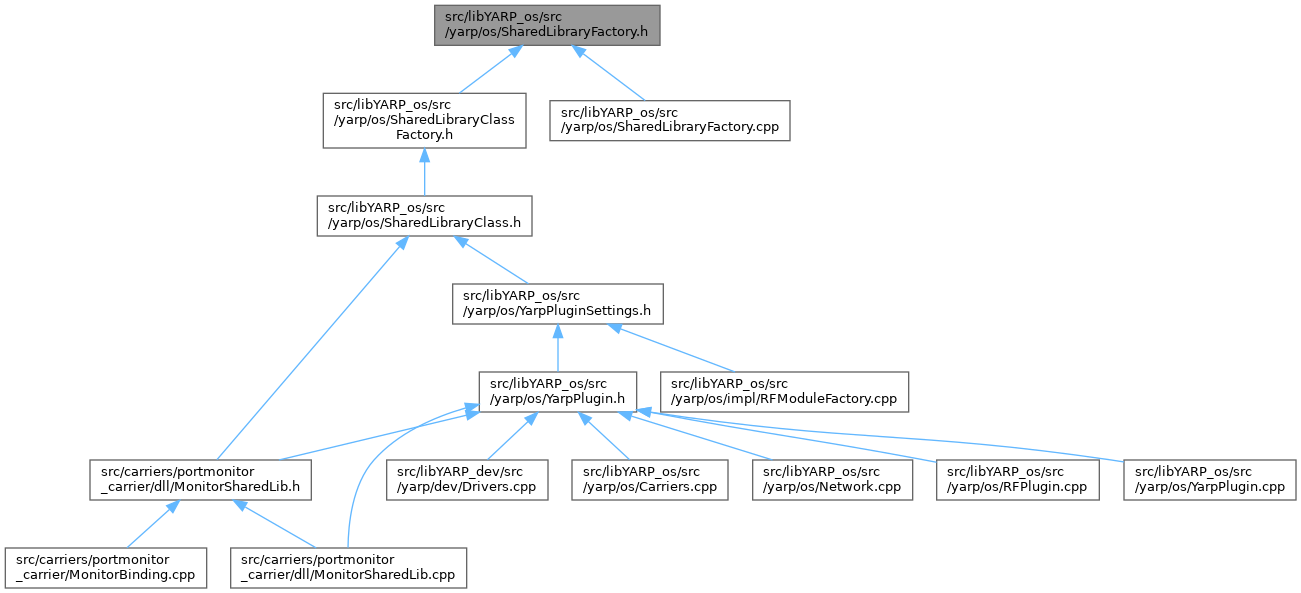 src/libYARP_os/src
/yarp/os/SharedLibraryFactory.h
src/libYARP_os/src
/yarp/os/SharedLibraryClass
Factory.h
src/libYARP_os/src
/yarp/os/SharedLibraryFactory.cpp
src/libYARP_os/src
/yarp/os/SharedLibraryClass.h
src/libYARP_os/src
/yarp/os/YarpPluginSettings.h
src/libYARP_os/src
/yarp/os/YarpPlugin.h
src/libYARP_os/src
/yarp/os/impl/RFModuleFactory.cpp
src/carriers/portmonitor
_carrier/dll/MonitorSharedLib.h
src/libYARP_dev/src
/yarp/dev/Drivers.cpp
src/libYARP_os/src
/yarp/os/Carriers.cpp
src/libYARP_os/src
/yarp/os/Network.cpp
src/libYARP_os/src
/yarp/os/RFPlugin.cpp
src/libYARP_os/src
/yarp/os/YarpPlugin.cpp
src/carriers/portmonitor
_carrier/MonitorBinding.cpp
src/carriers/portmonitor
_carrier/dll/MonitorSharedLib.cpp